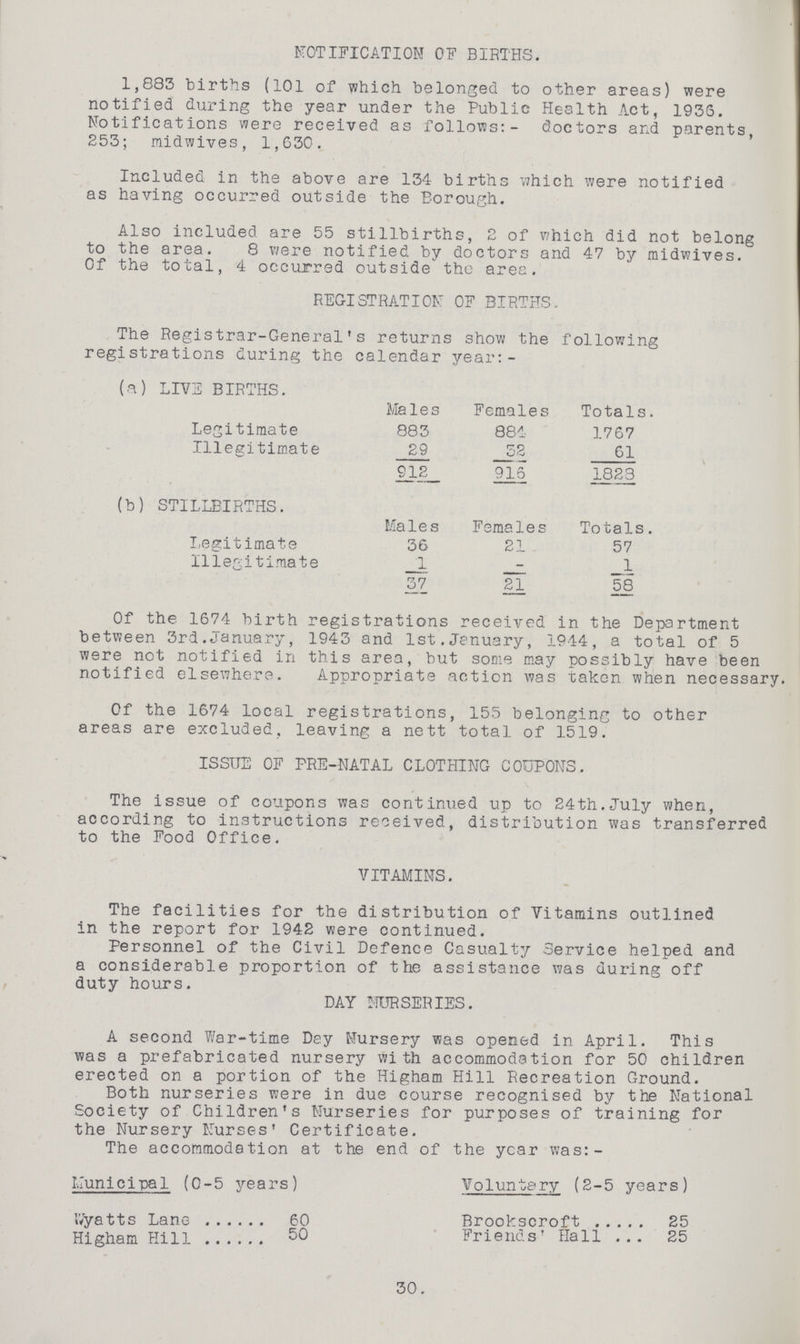 NOTIFICATION OF BIRTHS.
1,883 births (101 of which belonged to other areas) were
notified during the year under the Public Health Act, 1936.
Notifications were received as follows:- doctors and parents,
253; midwives, 1,630.
Included in the above are 134 births which were notified
as having occurred outside the Borough.
Also included are 55 stillbirths, 2 of which did not belong
to the area. 8 were notified by doctors and 47 by midwives.
Of the total, 4 occurred outside the area.
REGISTRATION OF BIRTHS.
The Registrar-General's returns show the following
registrations during the calendar year:-
(a) LIVE BIRTHS.
Males Females Totals.
Legitimate 883 884 1767
Illegitimate 29 32 61
912 916 1828
(b) STILLBIRTHS.
Males Females Totals.
Legitimate 36 21 57
Illegitimate 1 - 1
37 21 58
Of the 1674 birth registrations received in the Department
between 3rd.January, 1943 and 1st.January, 1944, a total of 5
were not notified in this area, but some may possibly have been
notified elsewhere. Appropriate action was taken when necessary.
Of the 1674 local registrations, 155 belonging to other
areas are excluded, leaving a nett total of 1519.
ISSUE OF PRE-NATAL CLOTHING COUPONS.
The issue of coupons was continued up to 24th.July when,
according to instructions received, distribution was transferred
to the Food Office.
VITAMINS.
The facilities for the distribution of Vitamins outlined
in the report for 1942 were continued.
Personnel of the Civil Defence Casualty Service helped and
a considerable proportion of the assistance was during off
duty hours.
DAY NURSERIES.
A second War-time Day Nursery was opened in April. This
was a prefabricated nursery with accommodation for 50 children
erected on a portion of the Higham Hill Recreation Ground.
Both nurseries were in due course recognised by the National
Society of Children's Nurseries for purposes of training for
the Nursery Nurses' Certificate.
The accommodation at the end of the year was:-
Municipal (0-5 years) Voluntary (2-5 years)
Wyatts Lane ...... 60 Brookscroft ..... 25
Higham Hill ...... 50 Friends' Hall ... 25
30.